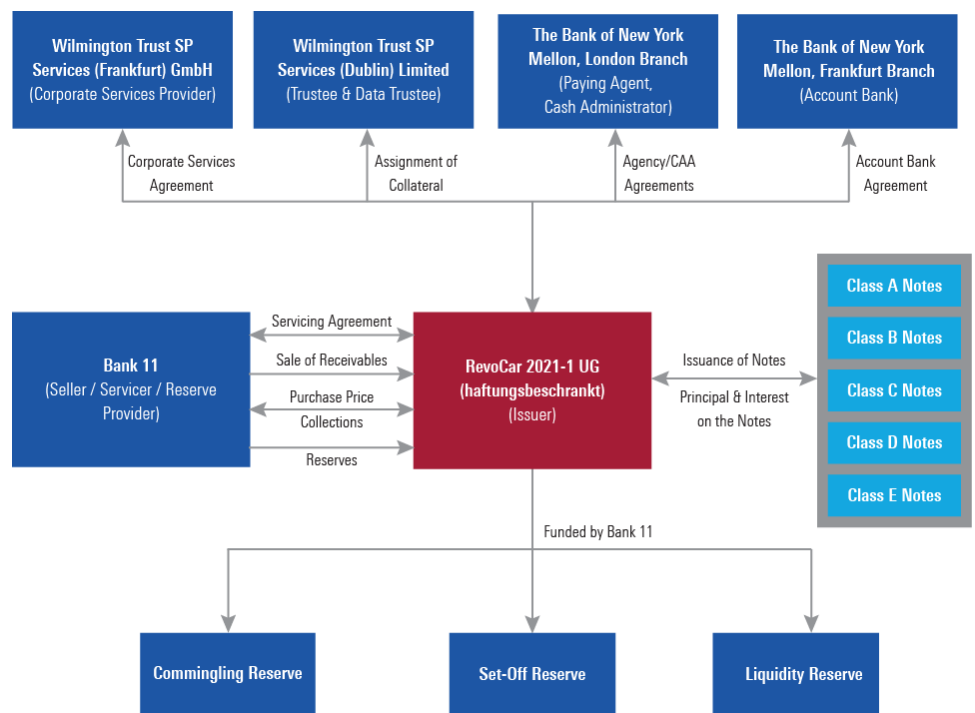 Wilmington Trust SP
Services (Frankfurt) GmbH
(Corporate Services Provider)
Wilmington Trust SP
Services (Dublin) Limited
(Trustee & Data Trustee)
The Bank of New York
Mellon, London Branch
(Paying Agent,
Cash Administrator)
The Bank of New York
Mellon, Frankfurt Branch
(Account Bank)
Corporate Services
Agreement
Assignment of
Collateral
Agency/CAA
Agreements
Account Bank
Agreement
Bank 11
(Seller / Servicer / Reserve
Provider)
Servicing Agreement
Sale of Receivables
Purchase Price
Collections
Reserves
RevoCar 2021-1 UG
(haftungsbeschrankt)
(Issuer)
Issuance of Notes
Principal & Interest
on the Notes
Class A Notes
Class B Notes
Class C Notes
Class D Notes
Class E Notes
Funded by Bank 11
Commingling Reserve
Set-Off Reserve
Liquidity Reserve